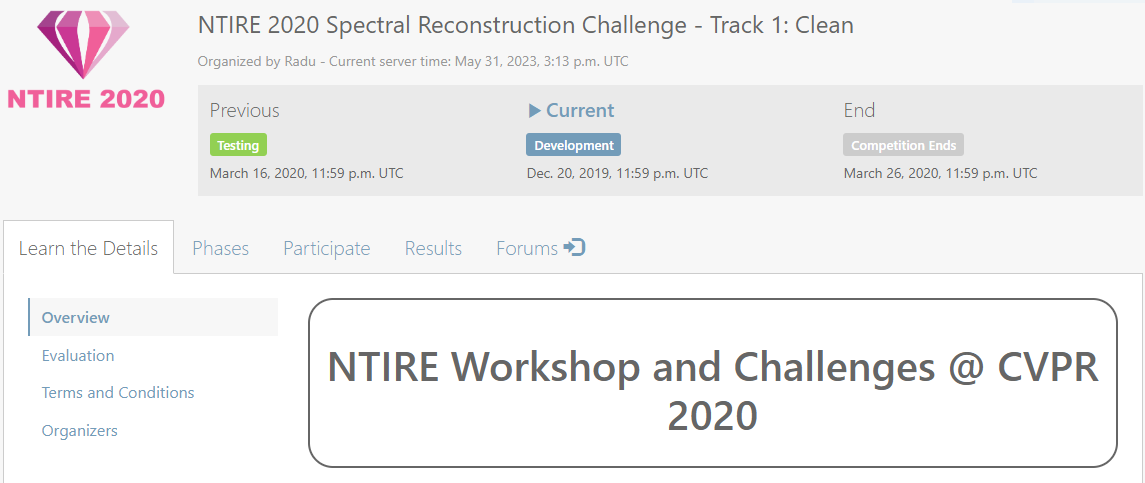 NTIRE 2020
NTIRE 2020 Spectral Reconstruction Challenge - Track 1: Clean
Organized by Radu - Current server time: May 31, 2023, 3:13 p.m. UTC
Previous
Testing
March 16, 2020, 11:59 p.m. UTC
Current
Development
Dec. 20, 2019, 11:59 p.m. UTC
End
Competition Ends
March 26, 2020, 11:59 p.m. UTC
Learn the Details Phases Participate Results Forums
Overview
Evaluation
Terms and Conditions
Organizers
NTIRE Workshop and Challenges @ CVPR
2020